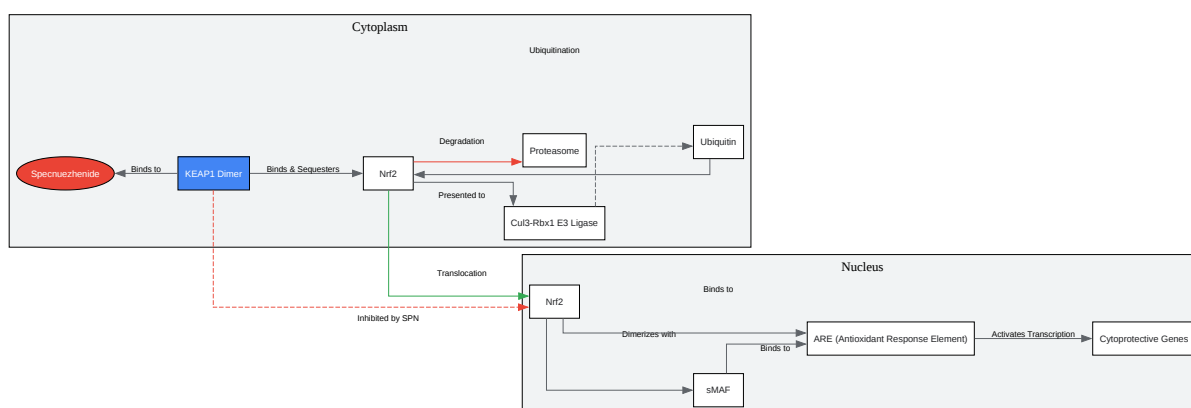 Cytoplasm
Ubiquitination
Degradation
Proteasome
Ubiquitin
Specnuezhenide
Binds to
KEAP1 Dimer
Binds & Sequesters
Nrf2
Presented to
Cul3-Rbx1 E3 Ligase
Translocation
Inhibited by SPN
Nucleus
Nrf2
Binds to
Dimerizes with
Binds to
ARE (Antioxidant Response Element)
Activates Transcription
Cytoprotective Genes
sMAF